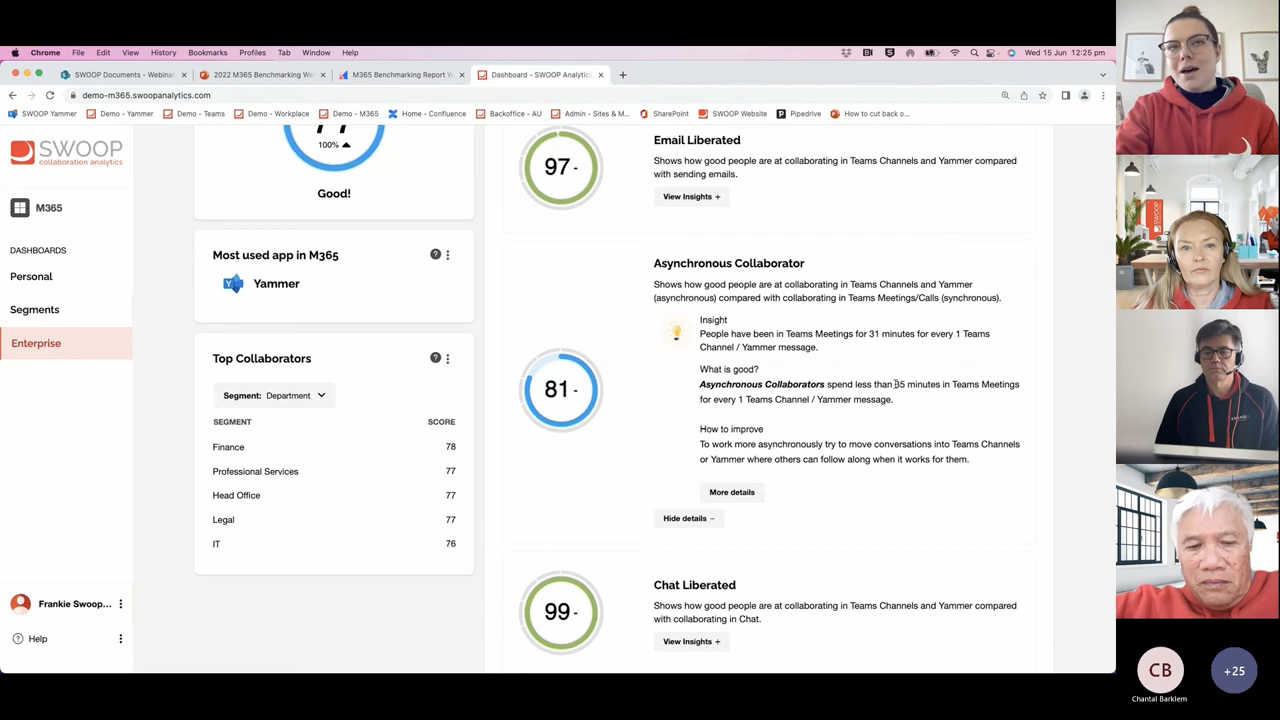 Chrome File Edit View History Bookmarks Profiles Tab Window Help Wed 15 Jun 12:25 pm
SWOOP Documents - Webina 2022 M365 Benchmarking We M365 Benchmarking Report W Dashboard - SWOOP Analytics
demo-m365.swoopanalytics.com
SWOOP Yammer Demo - Yammer Demo - Teams Demo - Workplace Demo - M365 Home - Confluence Backoffice - AU Admin - Sites & M... SharePoint SWOOP Website Pipedrive How to cut back o...
SWOOP
collaboration analytics
M365
DASHBOARDS
Personal
Segments
Enterprise
Frankie Swoop...
Help
100%
Good!
Most used app in M365
Yammer
Top Collaborators
Segment: Department
SEGMENT SCORE
Finance 78
Professional Services 77
Head Office 77
Legal 77
IT 76
97 -
Email Liberated
Shows how good people are at collaborating in Teams Channels and Yammer compared
with sending emails.
View Insights +
81 -
Asynchronous Collaborator
Shows how good people are at collaborating in Teams Channels and Yammer
(asynchronous) compared with collaborating in Teams Meetings/Calls (synchronous).
Insight
People have been in Teams Meetings for 31 minutes for every 1 Teams
Channel / Yammer message.
What is good?
Asynchronous Collaborators spend less than 35 minutes in Teams Meetings
for every 1 Teams Channel / Yammer message.
How to improve
To work more asynchronously try to move conversations into Teams Channels
or Yammer where others can follow along when it works for them.
More details
Hide details -
99 -
Chat Liberated
Shows how good people are at collaborating in Teams Channels and Yammer compared
with collaborating in Chat.
View Insights +
SWOOP
CB
Chantal Barklem
+25